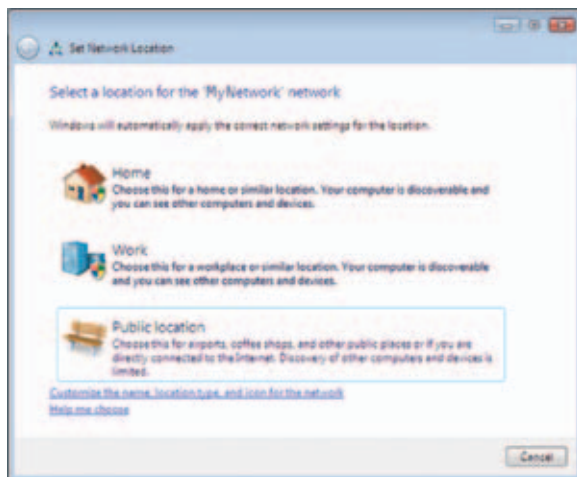 Set Network Location
Select a location for the 'MyNetwork' network
Windows will automatically apply the correct network settings for the location.
Home
Choose this for a home or similar location. Your computer is discoverable and
you can see other computers and devices.
Work
Choose this for a workplace or similar location. Your computer is discoverable
and you can see other computers and devices.
Public location
Choose this for airports, coffee shops, and other public places or if you are
directly connected to the Internet. Discovery of other computers and devices is
limited.
Customize the name, location type, and icon for the network
Help me choose
Cancel